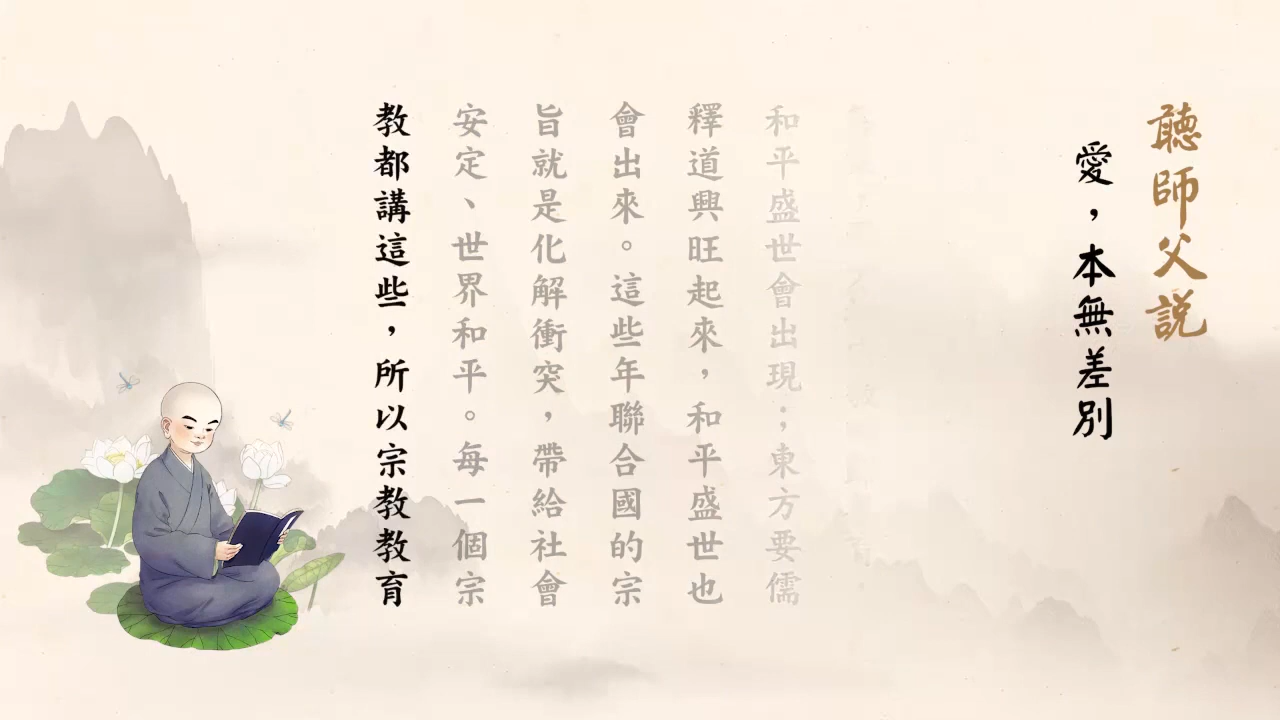 聽師父説
愛，本無差別
和平盛世會出現；東方要儒
釋道興旺起來，和平盛世也
會出來。這些年聯合國的宗
旨就是化解衝突，帶給社會
安定、世界和平。每一個宗
教都講這些，所以宗教教育